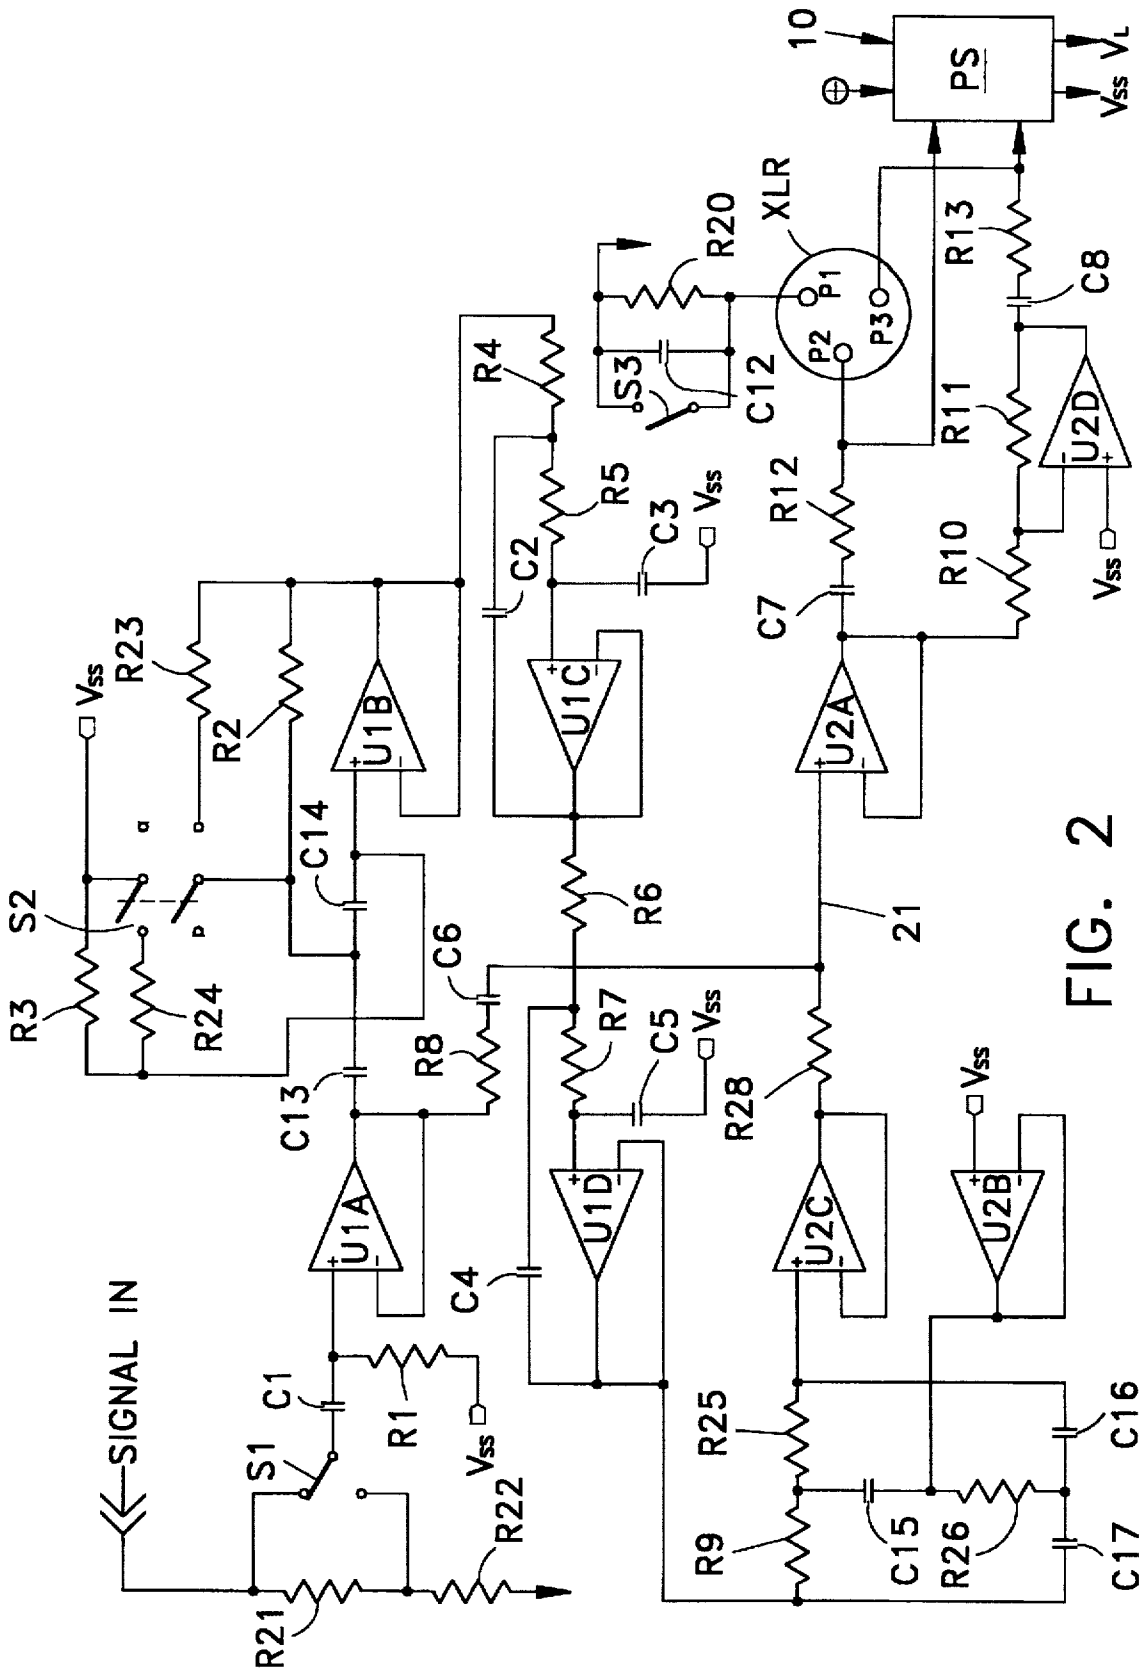 SIGNAL IN
R21
R22
S1
C1
R1
Vss
U1A
+
-
C13
R3
R24
S2
Vss
R23
R2
C14
U1B
+
-
R8
C6
R4
R5
C2
C3
Vss
U1C
+
-
R6
R7
C5
Vss
C4
U1D
+
-
S3
C12
R20
XLR
P1
P2
P3
10
PS
Vss
VL
R9
R25
C15
R26
C16
C17
U2C
+
-
R28
U2B
+
-
Vss
21
U2A
+
-
C7
R12
R10
R11
U2D
-
+
Vss
C8
R13
FIG. 2